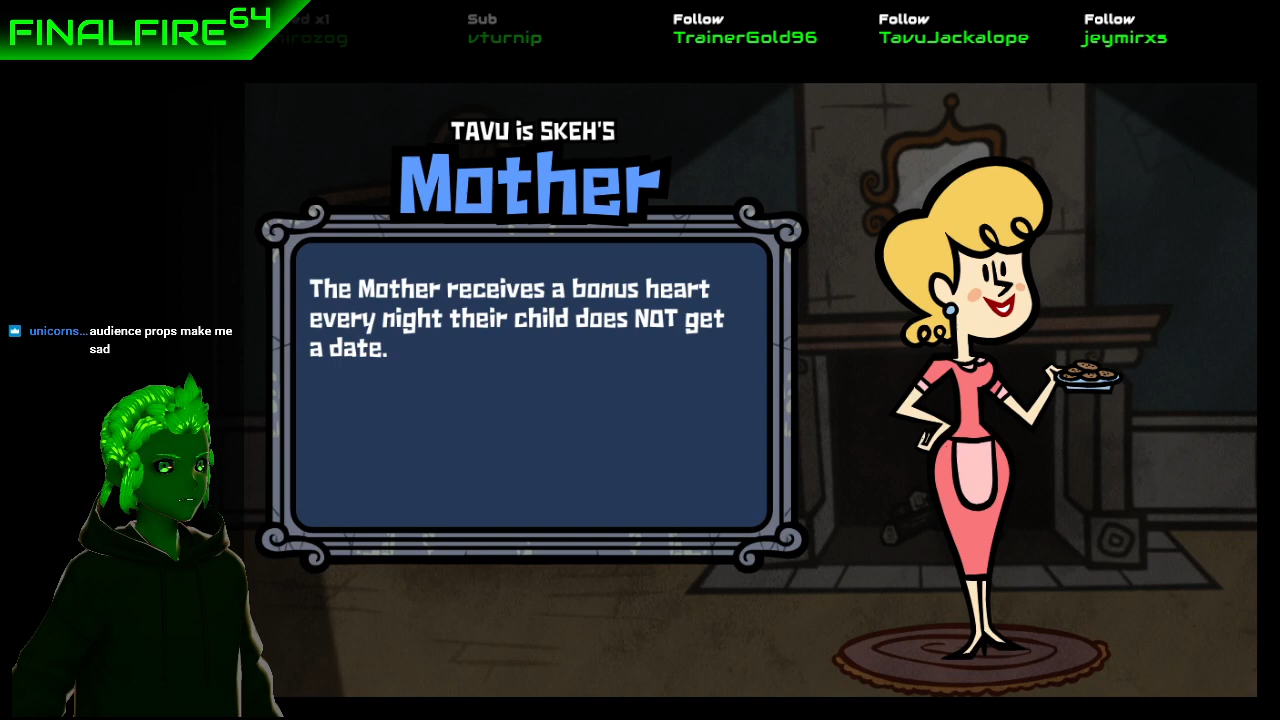 FINALFIRE64
x1
Sub
Follow
Follow
Follow
vturnip
TrainerGold96
TavuJackalope
jeymirxs
TAVU is SKEH'S
Mother
The Mother receives a bonus heart
every night their child does NOT get
a date.
unicorns... audience props make me
sad